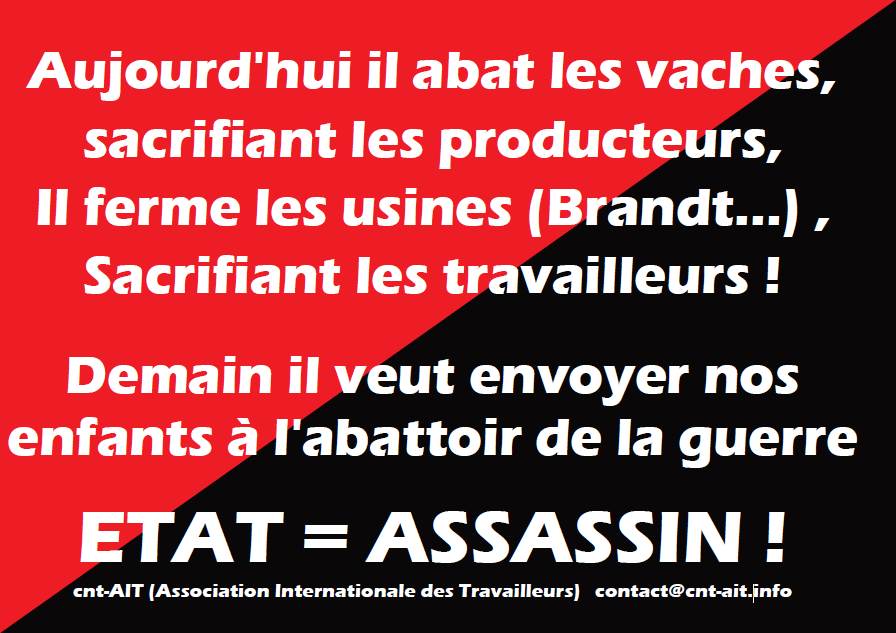 Aujourd'hui il abat les vaches,
sacrifiant les producteurs,
Il ferme les usines (Brandt...) ,
Sacrifiant les travailleurs !
Demain il veut envoyer nos
enfants à l'abattoir de la guerre
ETAT = ASSASSIN !
cnt-AIT (Association Internationale des Travailleurs) contact@cnt-ait.info